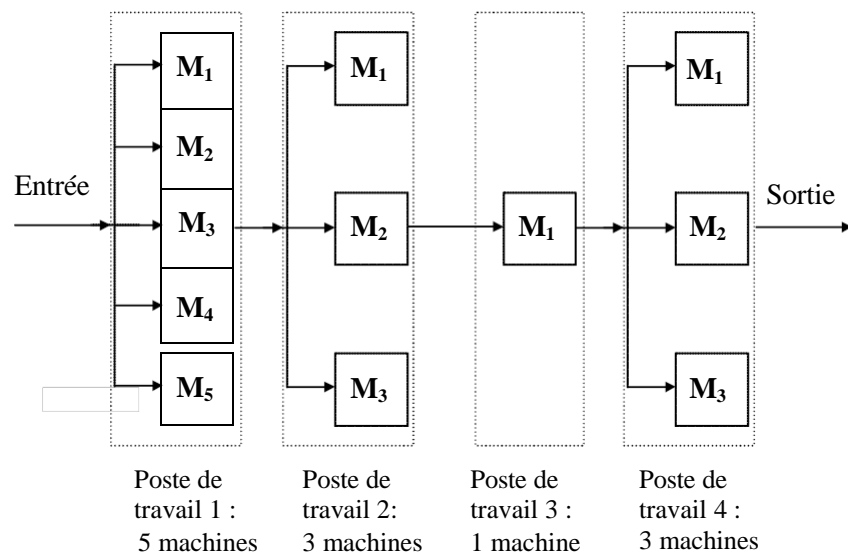 M₁
M₂
M₃
M₄
M₅
M₁
M₂
M₃
M₁
M₁
M₂
M₃
Entrée
Sortie
Poste de
travail 1 :
5 machines
Poste de
travail 2:
3 machines
Poste de
travail 3 :
1 machine
Poste de
travail 4 :
3 machines